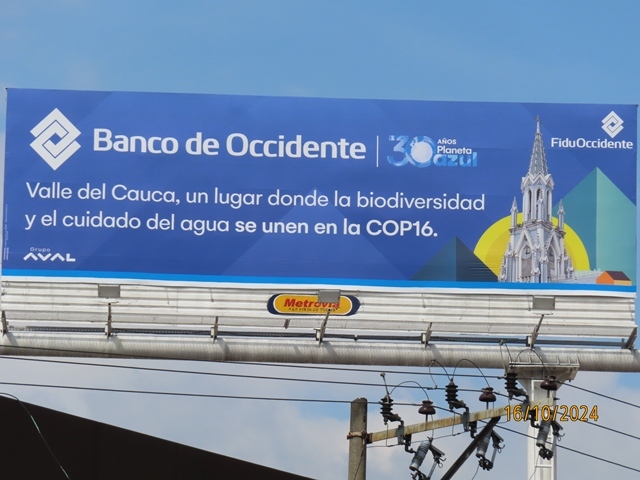 Banco de Occidente
30 AÑOS
Planeta
azul
FiduOccidente
Valle del Cauca, un lugar donde la biodiversidad
y el cuidado del agua se unen en la COP16.
Grupo
AVAL
Metrovía
16/10/2024